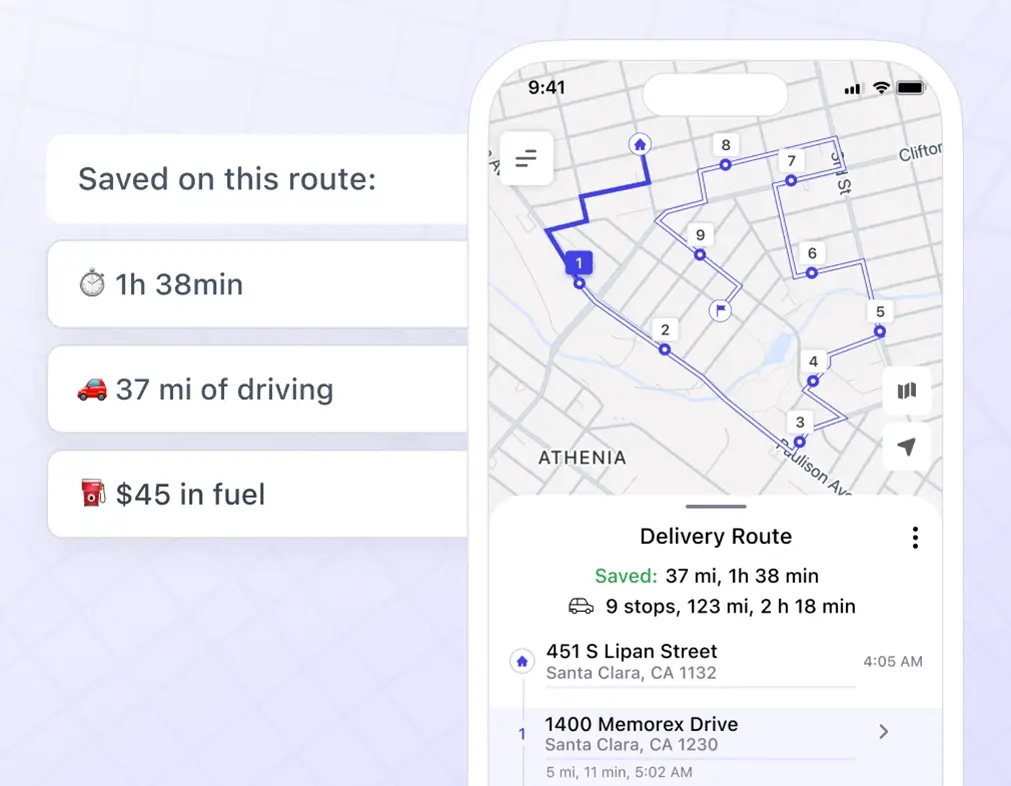 Saved on this route:
1h 38min
37 mi of driving
$45 in fuel
9:41
8
7
3rd St
Clifton
9
1
6
5
2
4
3
Paulison Ave
ATHENIA
Delivery Route
Saved: 37 mi, 1h 38 min
9 stops, 123 mi, 2 h 18 min
451 S Lipan Street
4:05 AM
Santa Clara, CA 1132
1
1400 Memorex Drive
Santa Clara, CA 1230
5 mi, 11 min, 5:02 AM